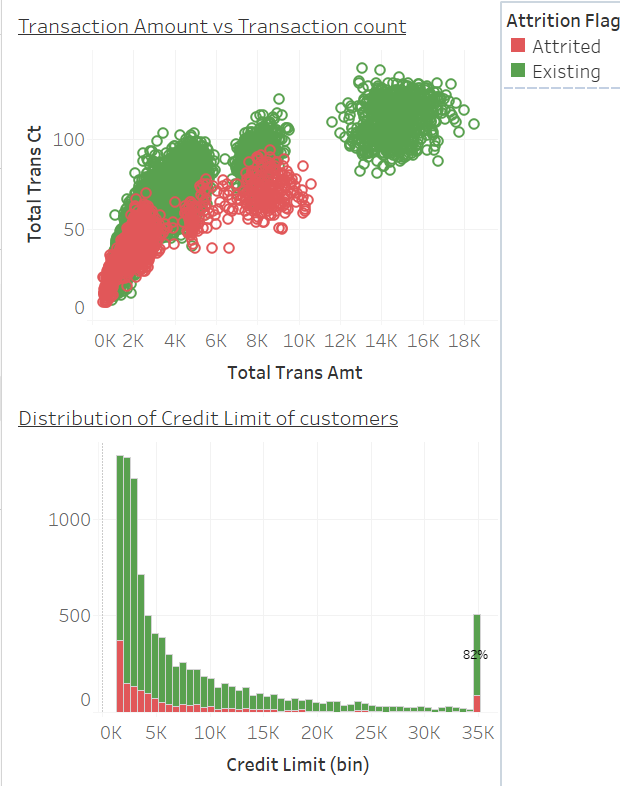 Transaction Amount vs Transaction count
Attrition Flag
Attrited
Existing
Total Trans Ct
100
50
0
0K 2K 4K 6K 8K 10K 12K 14K 16K 18K
Total Trans Amt
Distribution of Credit Limit of customers
1000
500
82%
0
0K 5K 10K 15K 20K 25K 30K 35K
Credit Limit (bin)